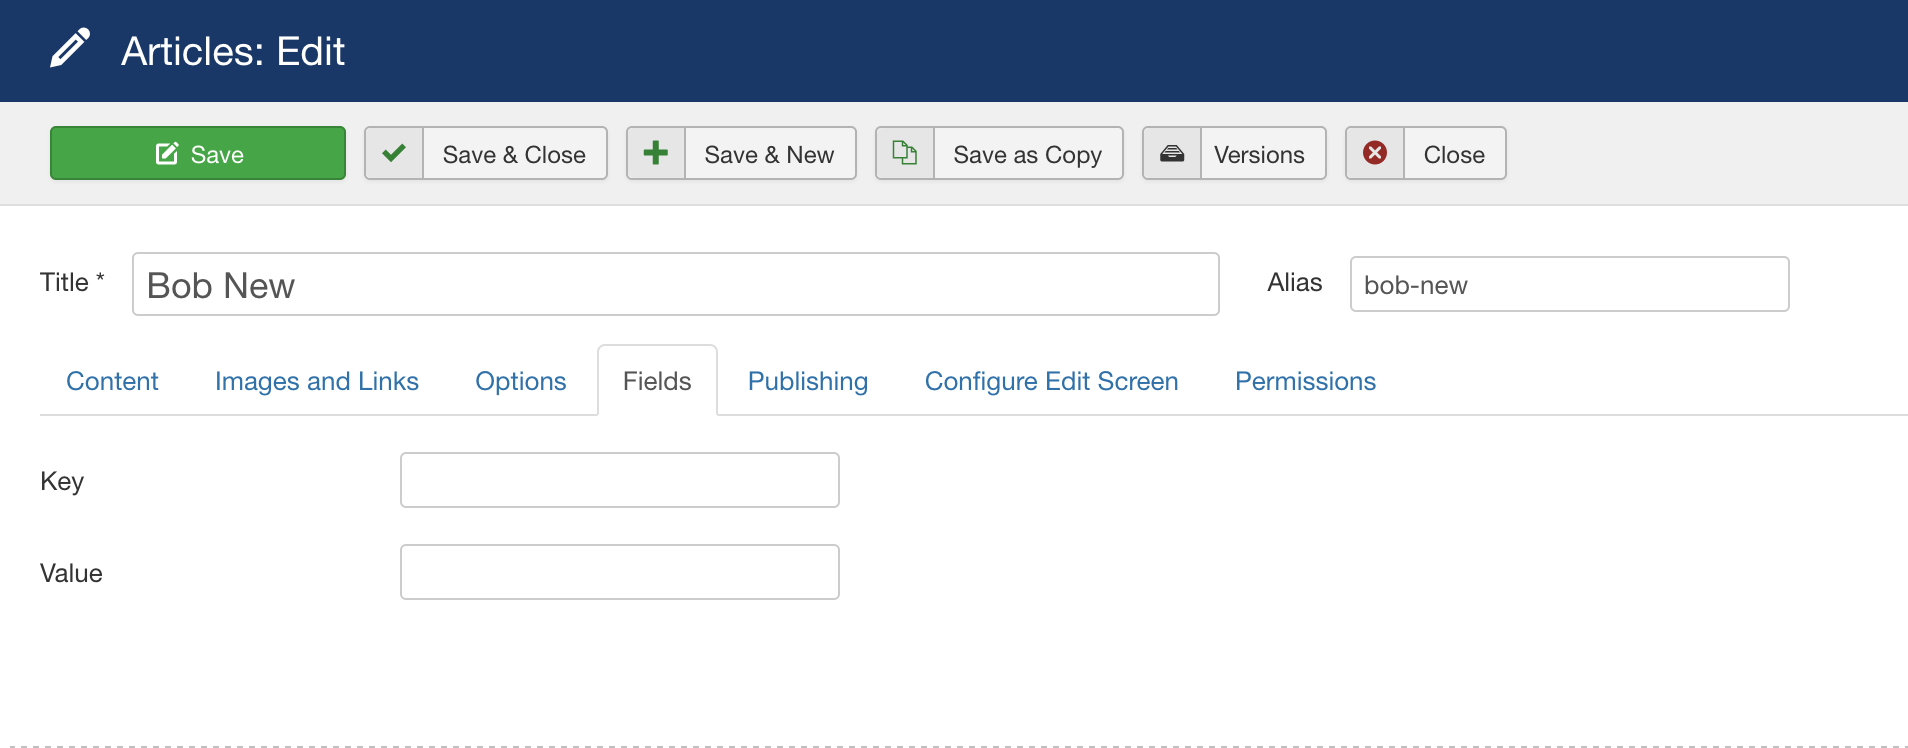 Articles: Edit
Save
Save & Close
Save & New
Save as Copy
Versions
Close
Title *
Bob New
Alias
bob-new
Content
Images and Links
Options
Fields
Publishing
Configure Edit Screen
Permissions
Key
Value